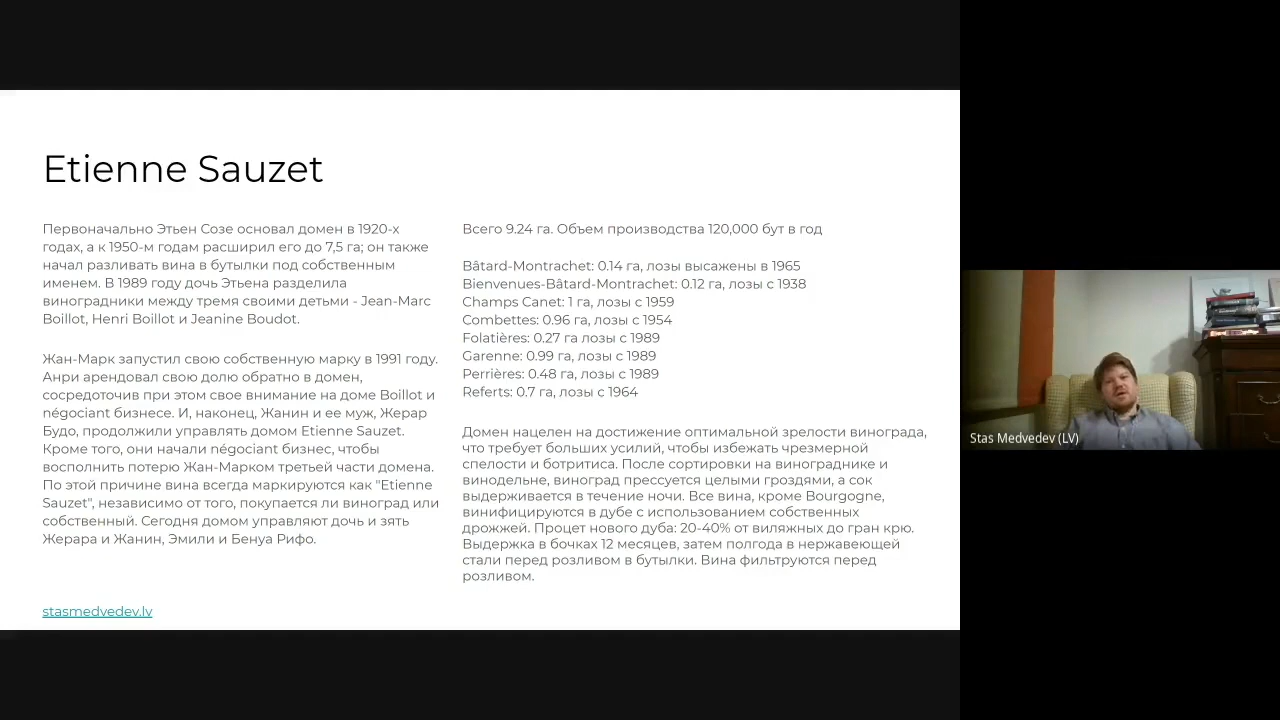 Etienne Sauzet
Первоначально Этьен Созе основал домен в 1920-х
годах, а к 1950-м годам расширил его до 7,5 га; он также
начал разливать вина в бутылки под собственным
именем. В 1989 году дочь Этьена разделила
виноградники между тремя своими детьми - Jean-Marc
Boillot, Henri Boillot и Jeanine Boudot.
Жан-Марк запустил свою собственную марку в 1991 году.
Анри арендовал свою долю обратно в домен,
сосредоточив при этом свое внимание на доме Boillot и
négociant бизнесе. И, наконец, Жанин и ее муж, Жерар
Будо, продолжили управлять домом Etienne Sauzet.
Кроме того, они начали négociant бизнес, чтобы
восполнить потерю Жан-Марком третьей части домена.
По этой причине вина всегда маркируются как "Etienne
Sauzet", независимо от того, покупается ли виноград или
собственный. Сегодня домом управляют дочь и зять
Жерара и Жанин, Эмили и Бенуа Рифо.
stasmedvedev.lv
Всего 9.24 га. Объем производства 120,000 бут в год
Bâtard-Montrachet: 0.14 га, лозы высажены в 1965
Bienvenues-Bâtard-Montrachet: 0.12 га, лозы с 1938
Champs Canet: 1 га, лозы с 1959
Combettes: 0.96 га, лозы с 1954
Folatières: 0.27 га лозы с 1989
Garenne: 0.99 га, лозы с 1989
Perrières: 0.48 га, лозы с 1989
Referts: 0.7 га, лозы с 1964
Домен нацелен на достижение оптимальной зрелости винограда,
что требует больших усилий, чтобы избежать чрезмерной
спелости и ботритиса. После сортировки на винограднике и
винодельне, виноград прессуется целыми гроздями, а сок
выдерживается в течение ночи. Все вина, кроме Bourgogne,
винифицируются в дубе с использованием собственных
дрожжей. Процет нового дуба: 20-40% от виляжных до гран крю.
Выдержка в бочках 12 месяцев, затем полгода в нержавеющей
стали перед розливом в бутылки. Вина фильтруются перед
розливом.
Stas Medvedev (LV)